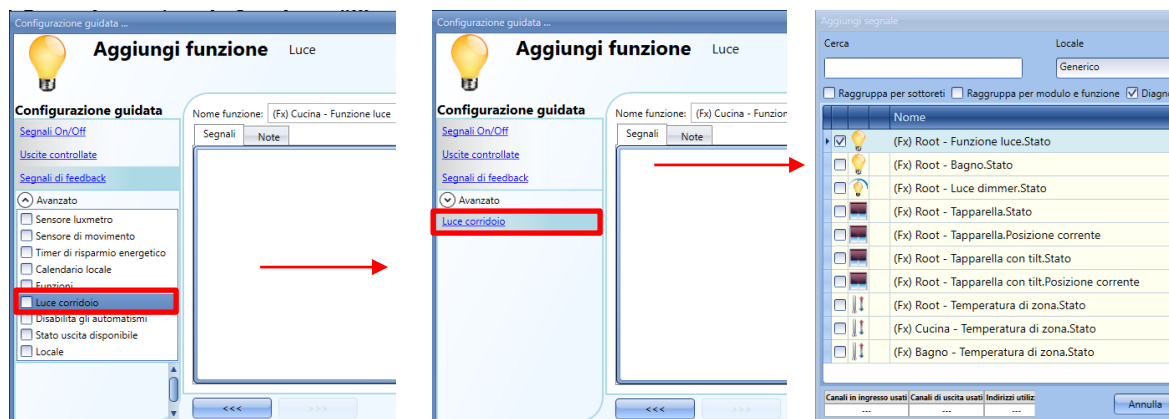 Configurazione guidata ...
Aggiungi funzione Luce
Configurazione guidata
Segnali On/Off
Uscite controllate
Segnali di feedback
Avanzato
Sensore luxmetro
Sensore di movimento
Timer di risparmio energetico
Calendario locale
Funzioni
Luce corridoio
Disabilita gli automatismi
Stato uscita disponibile
Locale
Nome funzione: (Fx) Cucina - Funzione luce
Segnali Note
<<< >>>
Configurazione guidata ...
Aggiungi funzione Luce
Configurazione guidata
Segnali On/Off
Uscite controllate
Segnali di feedback
Avanzato
Luce corridoio
Nome funzione: (Fx) Cucina - Funzion
Segnali Note
<<< >>>
Aggiungi segnale
Cerca Locale
Generico
Raggruppa per sottoreti Raggruppa per modulo e funzione Diagn
Nome
(Fx) Root - Funzione luce.Stato
(Fx) Root - Bagno.Stato
(Fx) Root - Luce dimmer.Stato
(Fx) Root - Tapparella.Stato
(Fx) Root - Tapparella.Posizione corrente
(Fx) Root - Tapparella con tilt.Stato
(Fx) Root - Tapparella con tilt.Posizione corrente
(Fx) Root - Temperatura di zona.Stato
(Fx) Cucina - Temperatura di zona.Stato
(Fx) Bagno - Temperatura di zona.Stato
Canali in ingresso usati Canali di uscita usati Indirizzi utiliz
--- --- ---
Annulla